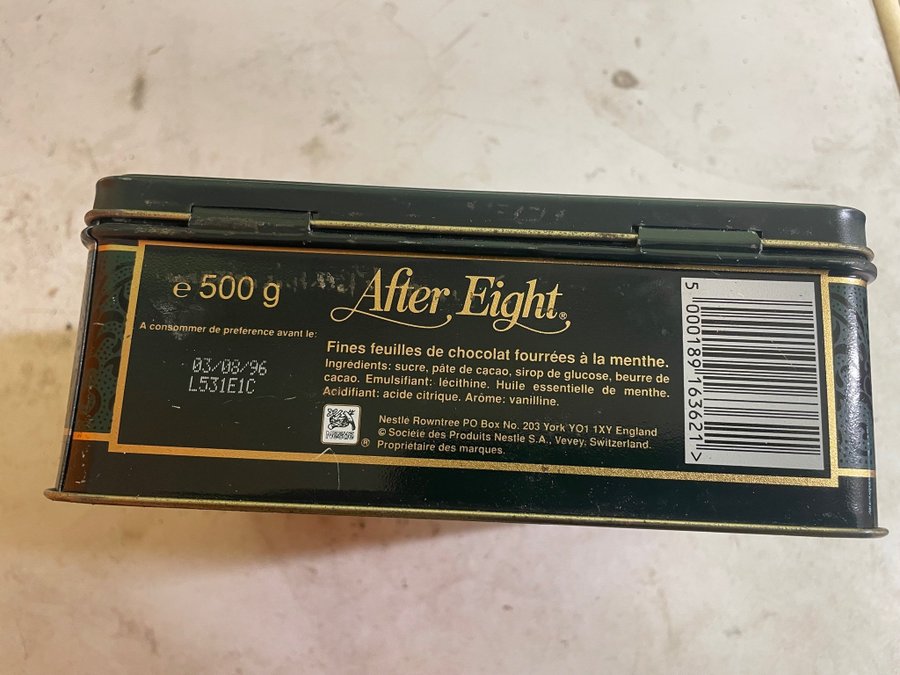 e 500 g
After Eight®
A consommer de preference avant le:
03/08/96
L531E1C
Fines feuilles de chocolat fourrées à la menthe.
Ingredients: sucre, pâte de cacao, sirop de glucose, beurre de
cacao. Emulsifiant: lécithine. Huile essentielle de menthe.
Acidifiant: acide citrique. Arôme: vanilline.
Nestlé Rowntree PO Box No. 203 York YO1 1XY England
© Société des Produits Nestlé S.A., Vevey, Switzerland.
® Propriétaire des marques.
5 000189 163621 >